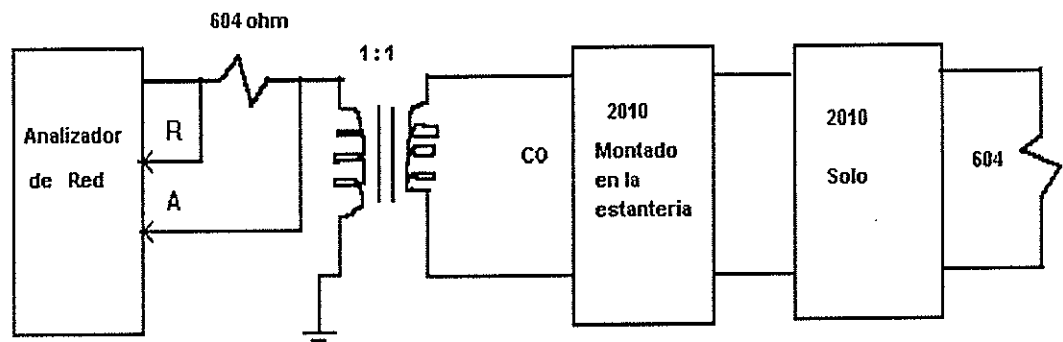 604 ohm
1:1
Analizador
de Red
R
A
CO
2010
Montado
en la
estanteria
2010
Solo
604